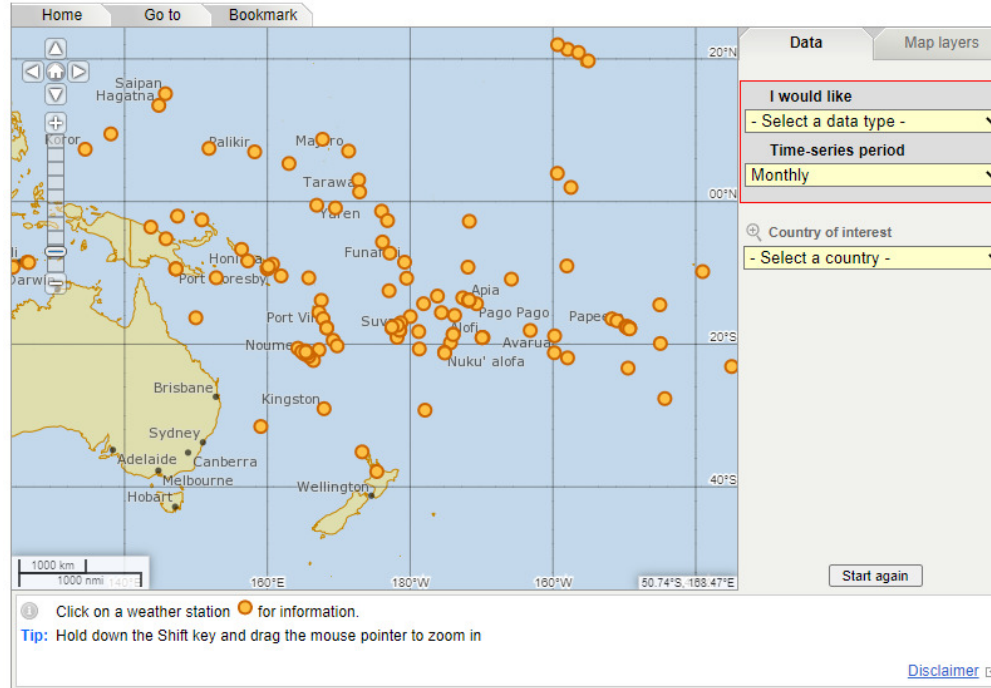 Home Go to Bookmark
Data Map layers
20°N
Saipan
Hagatna
I would like
- Select a data type -
Koror
Palikir
Majuro
Time-series period
Monthly
Tarawa
00°N
Yaren
Country of interest
- Select a country -
Honiara
Funafuti
Darwin
Port Moresby
Apia
Port Vila
Suva
Pago Pago
Papeete
Alofi
Noumea
Avarua
20°S
Nuku' alofa
Brisbane
Kingston
Sydney
Adelaide
Canberra
Melbourne
Wellington
40°S
Hobart
1000 km
1000 nmi
140°E
160°E
180°W
160°W
50.74°S,-188.47°E
Start again
Click on a weather station for information.
Tip: Hold down the Shift key and drag the mouse pointer to zoom in
Disclaimer